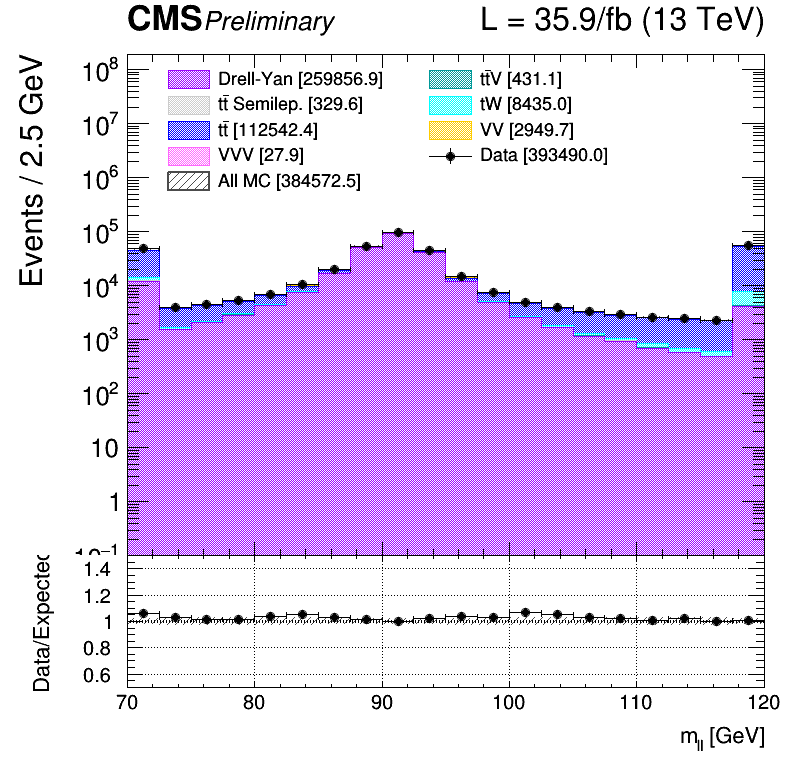 CMS Preliminary L = 35.9/fb (13 TeV)
Events / 2.5 GeV
10⁸
10⁷
10⁶
10⁵
10⁴
10³
10²
10
1
10⁻¹
Drell-Yan [259856.9]
tt̄ Semilep. [329.6]
tt̄ [112542.4]
VVV [27.9]
All MC [384572.5]
tt̄V [431.1]
tW [8435.0]
VV [2949.7]
Data [393490.0]
Data/Expected
1.4
1.2
1
0.8
0.6
70 80 90 100 110 120
m_ll [GeV]